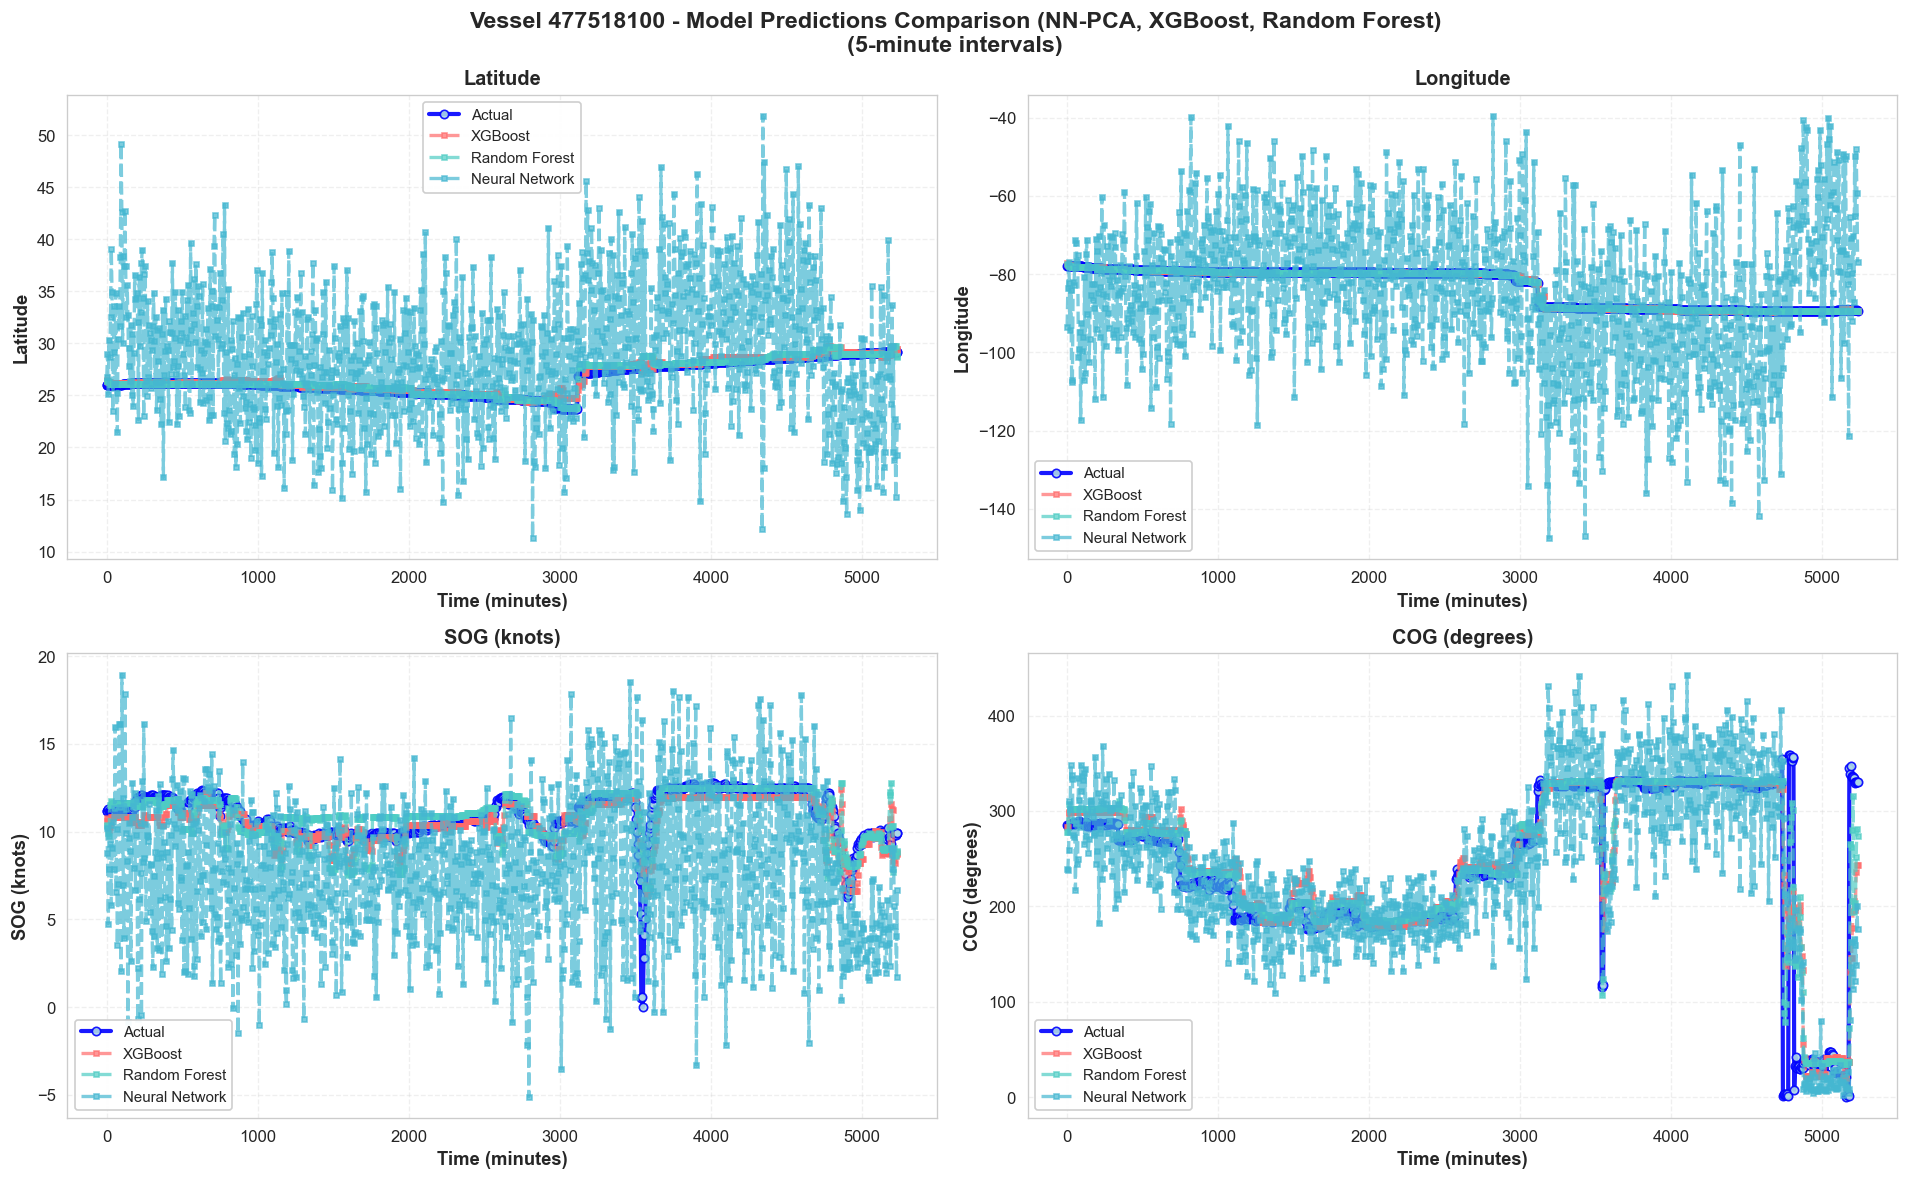 Vessel 477518100 - Model Predictions Comparison (NN-PCA, XGBoost, Random Forest)
(5-minute intervals)
Latitude
Latitude
50
45
40
35
30
25
20
15
10
Actual
XGBoost
Random Forest
Neural Network
0 1000 2000 3000 4000 5000
Time (minutes)
Longitude
Longitude
−40
−60
−80
−100
−120
−140
Actual
XGBoost
Random Forest
Neural Network
0 1000 2000 3000 4000 5000
Time (minutes)
SOG (knots)
SOG (knots)
20
15
10
5
0
−5
Actual
XGBoost
Random Forest
Neural Network
0 1000 2000 3000 4000 5000
Time (minutes)
COG (degrees)
COG (degrees)
400
300
200
100
0
Actual
XGBoost
Random Forest
Neural Network
0 1000 2000 3000 4000 5000
Time (minutes)